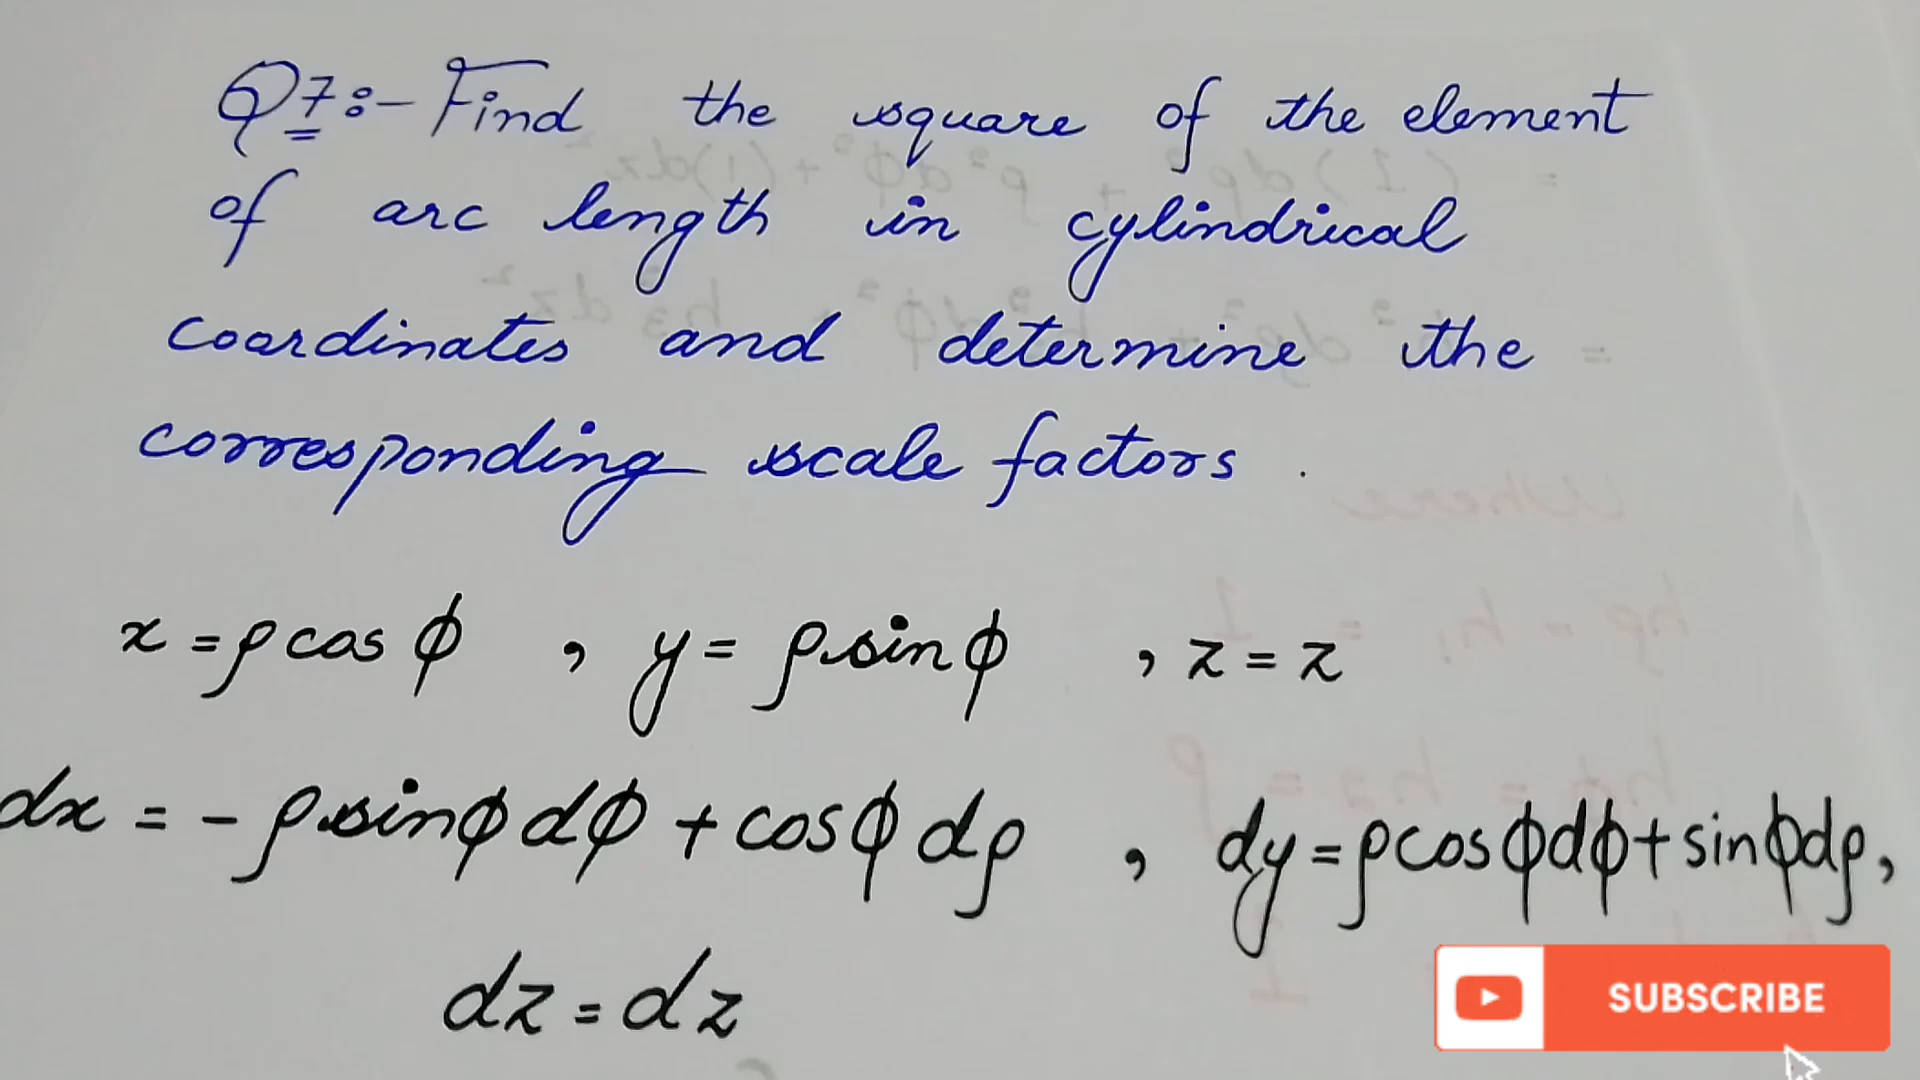 Q7:- Find the square of the element
of arc length in cylindrical
coordinates and determine the
corresponding scale factors.
x = ρ cos ϕ , y = ρ sin ϕ , z = z
dx = - ρ sin ϕ dϕ + cos ϕ dρ , dy = ρ cos ϕ dϕ + sin ϕ dρ,
dz = dz
SUBSCRIBE